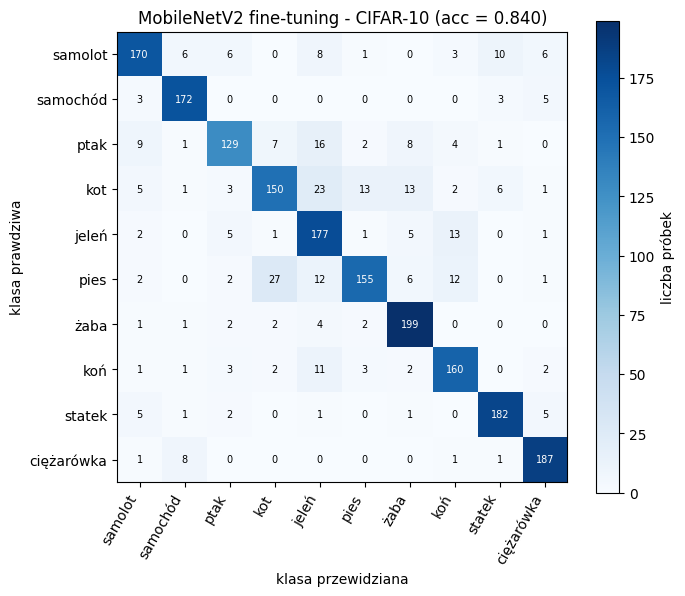 MobileNetV2 fine-tuning - CIFAR-10 (acc = 0.840)
samolot 170 6 6 0 8 1 0 3 10 6
samochód 3 172 0 0 0 0 0 0 3 5
ptak 9 1 129 7 16 2 8 4 1 0
kot 5 1 3 150 23 13 13 2 6 1
jeleń 2 0 5 1 177 1 5 13 0 1
pies 2 0 2 27 12 155 6 12 0 1
żaba 1 1 2 2 4 2 199 0 0 0
koń 1 1 3 2 11 3 2 160 0 2
statek 5 1 2 0 1 0 1 0 182 5
ciężarówka 1 8 0 0 0 0 0 1 1 187
samolot samochód ptak kot jeleń pies żaba koń statek ciężarówka
klasa przewidziana
klasa prawdziwa
175
150
125
100
75
50
25
0
liczba próbek